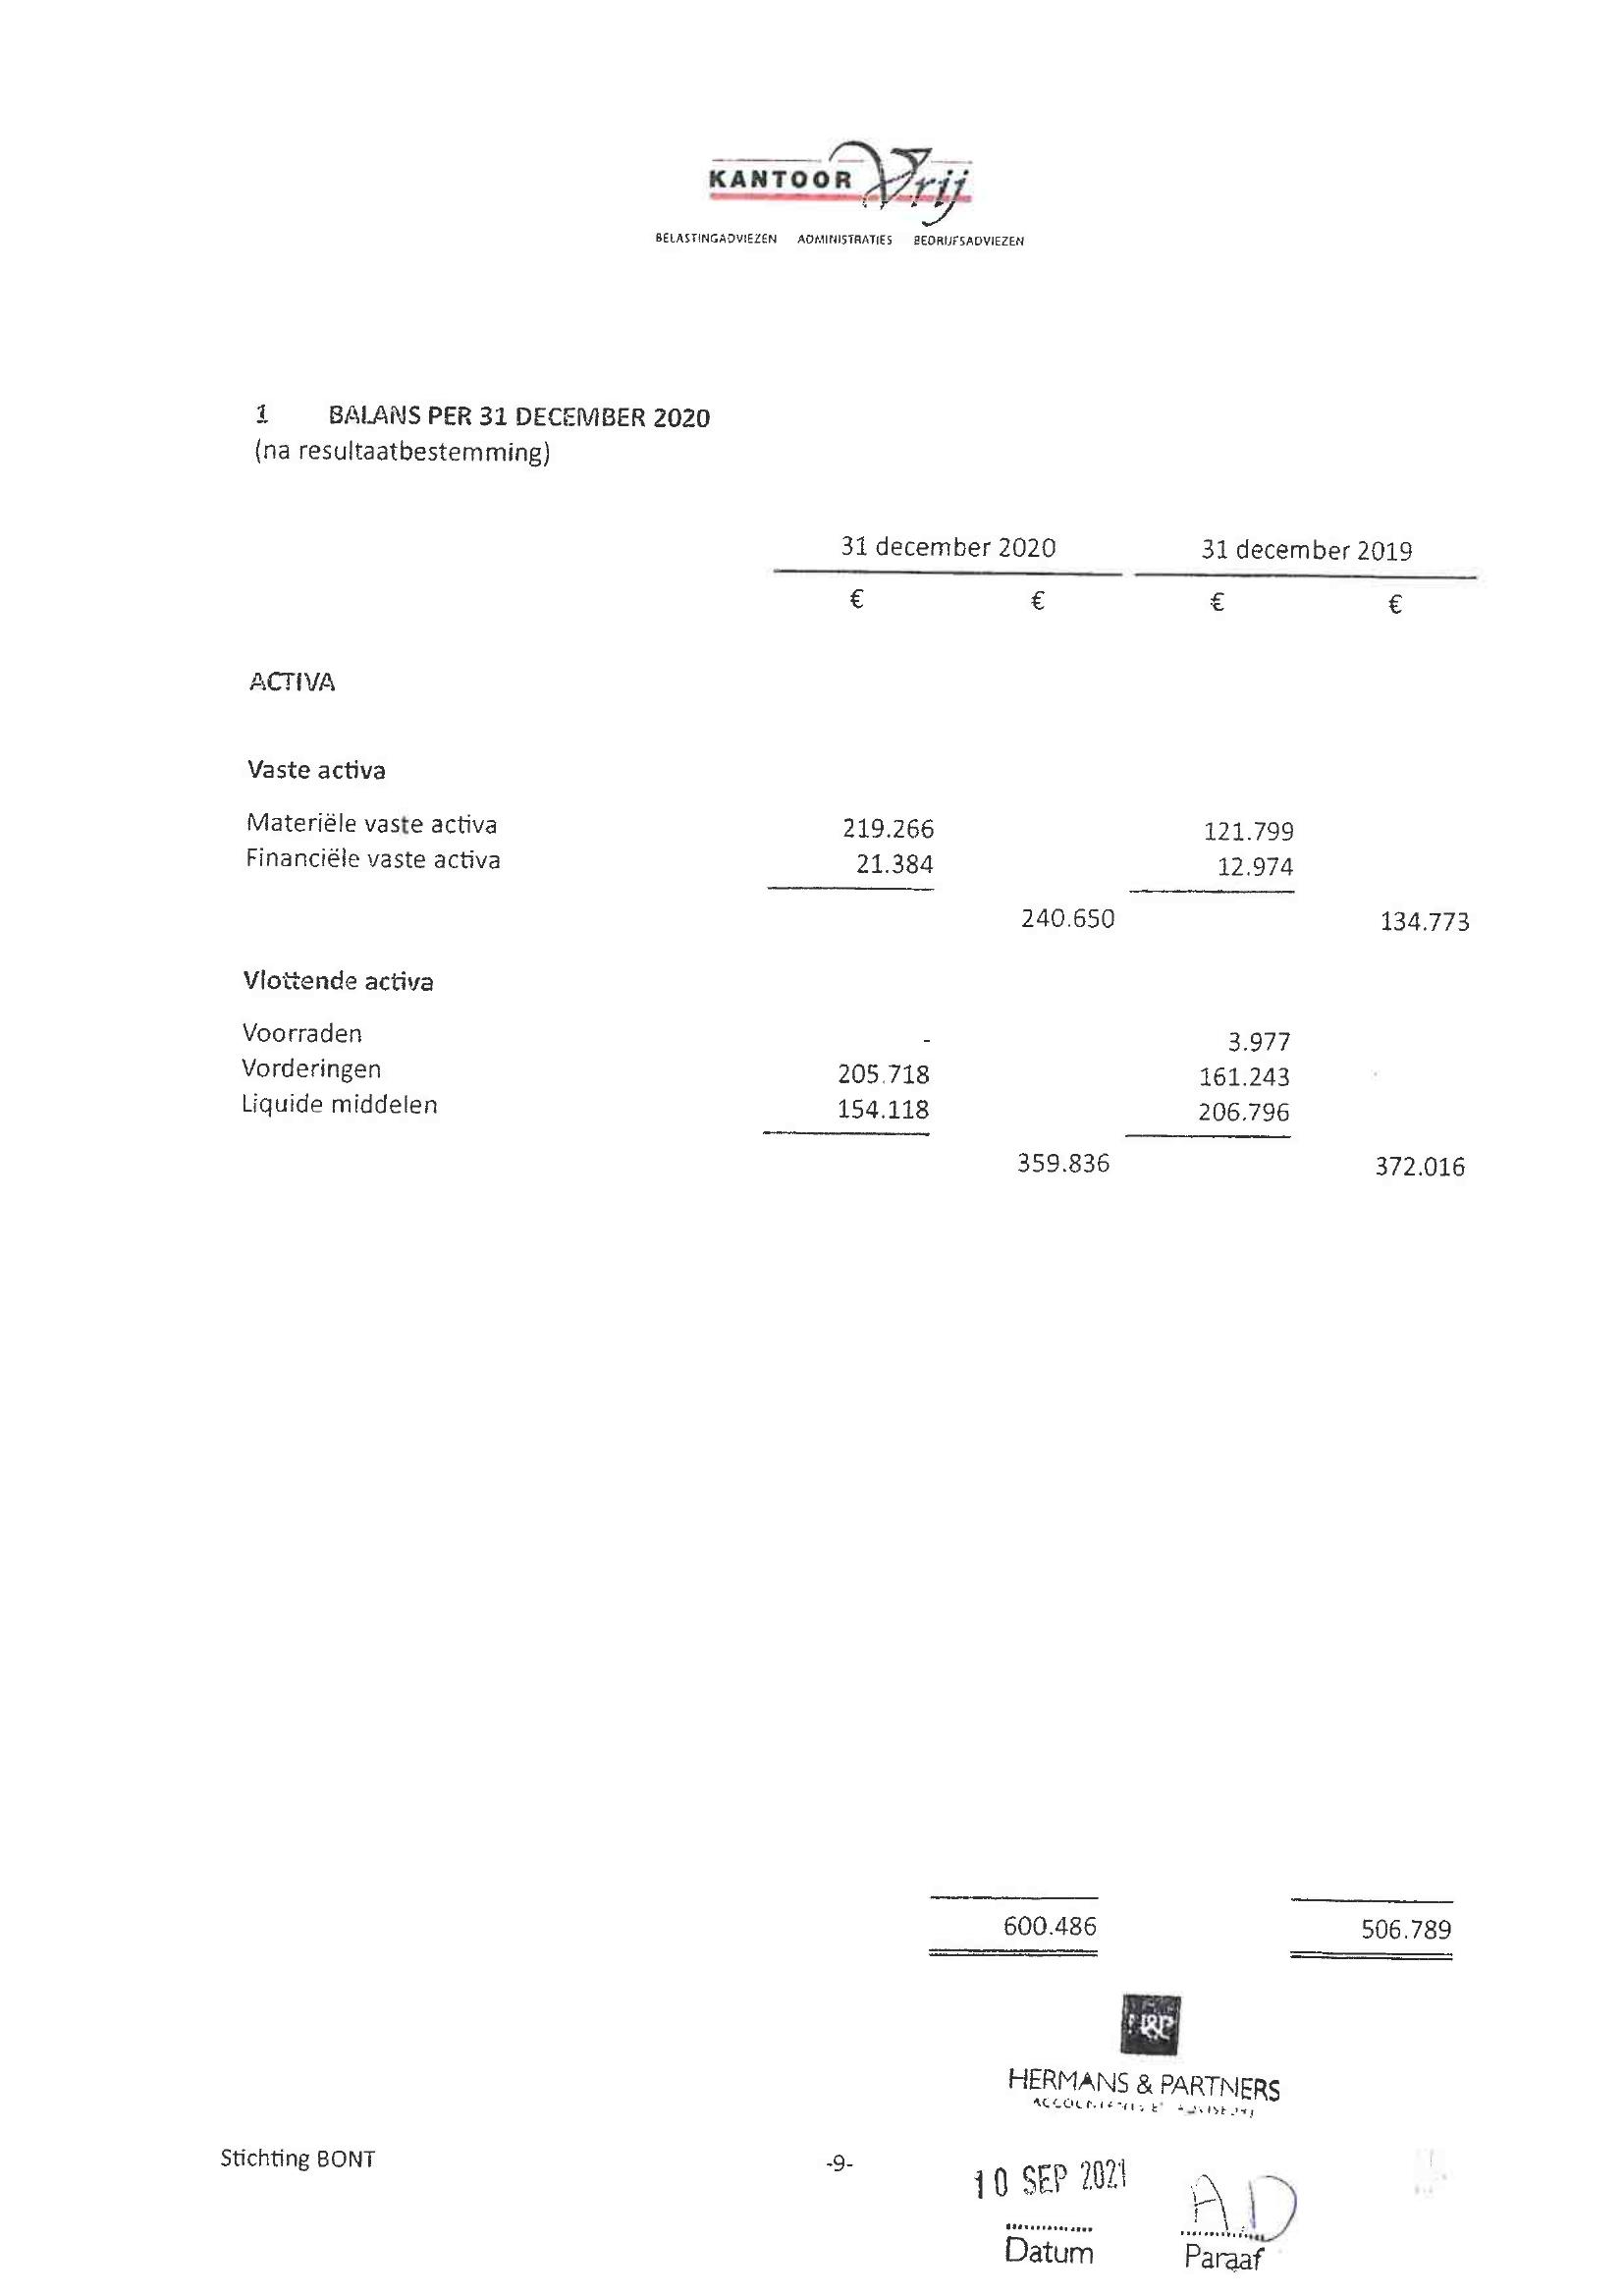 KANTOOR Vrij
BELASTINGADVIEZEN ADMINISTRATIES BEDRIJFSADVIEZEN
1 BALANS PER 31 DECEMBER 2020
(na resultaatbestemming)
31 december 2020 31 december 2019
€ € € €
ACTIVA
Vaste activa
Materiële vaste activa 219.266 121.799
Financiële vaste activa 21.384 12.974
240.650 134.773
Vlottende activa
Voorraden - 3.977
Vorderingen 205.718 161.243
Liquide middelen 154.118 206.796
359.836 372.016
600.486 506.789
H&P
HERMANS & PARTNERS
Stichting BONT -9-
10 SEP 2021 AD
Datum Paraaf